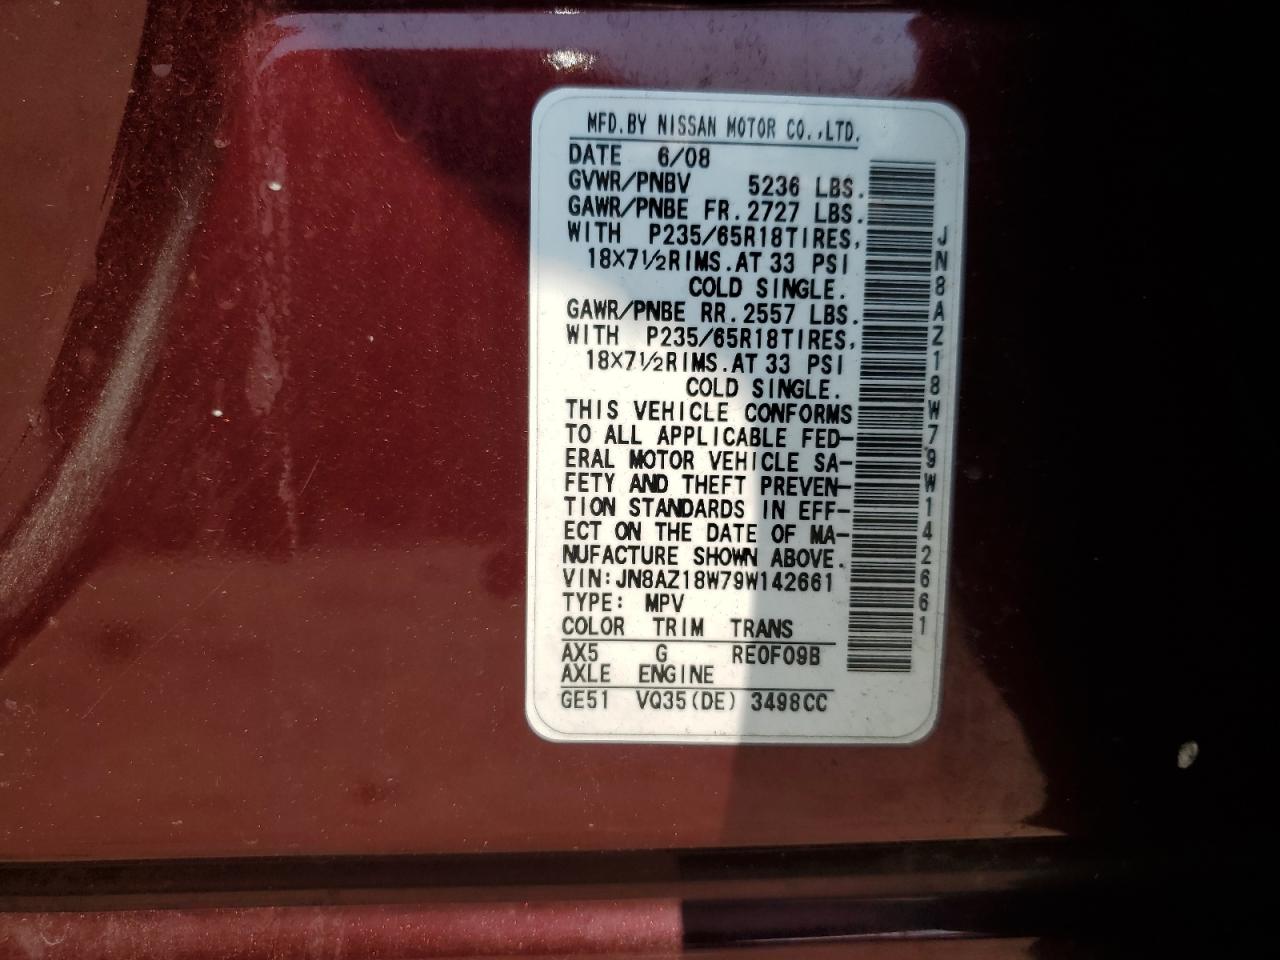 MFD.BY NISSAN MOTOR CO.,LTD.
DATE 6/08
GVWR/PNBV 5236 LBS.
GAWR/PNBE FR.2727 LBS.
WITH P235/65R18TIRES,
18X7½RIMS.AT 33 PSI
COLD SINGLE.
GAWR/PNBE RR.2557 LBS.
WITH P235/65R18TIRES,
18X7½RIMS.AT 33 PSI
COLD SINGLE.
THIS VEHICLE CONFORMS
TO ALL APPLICABLE FED-
ERAL MOTOR VEHICLE SA-
FETY AND THEFT PREVEN-
TION STANDARDS IN EFF-
ECT ON THE DATE OF MA-
NUFACTURE SHOWN ABOVE.
VIN:JN8AZ18W79W142661
TYPE: MPV
COLOR TRIM TRANS
AX5 G RE0F09B
AXLE ENGINE
GE51 VQ35(DE) 3498CC
JN8AZ18W79W142661